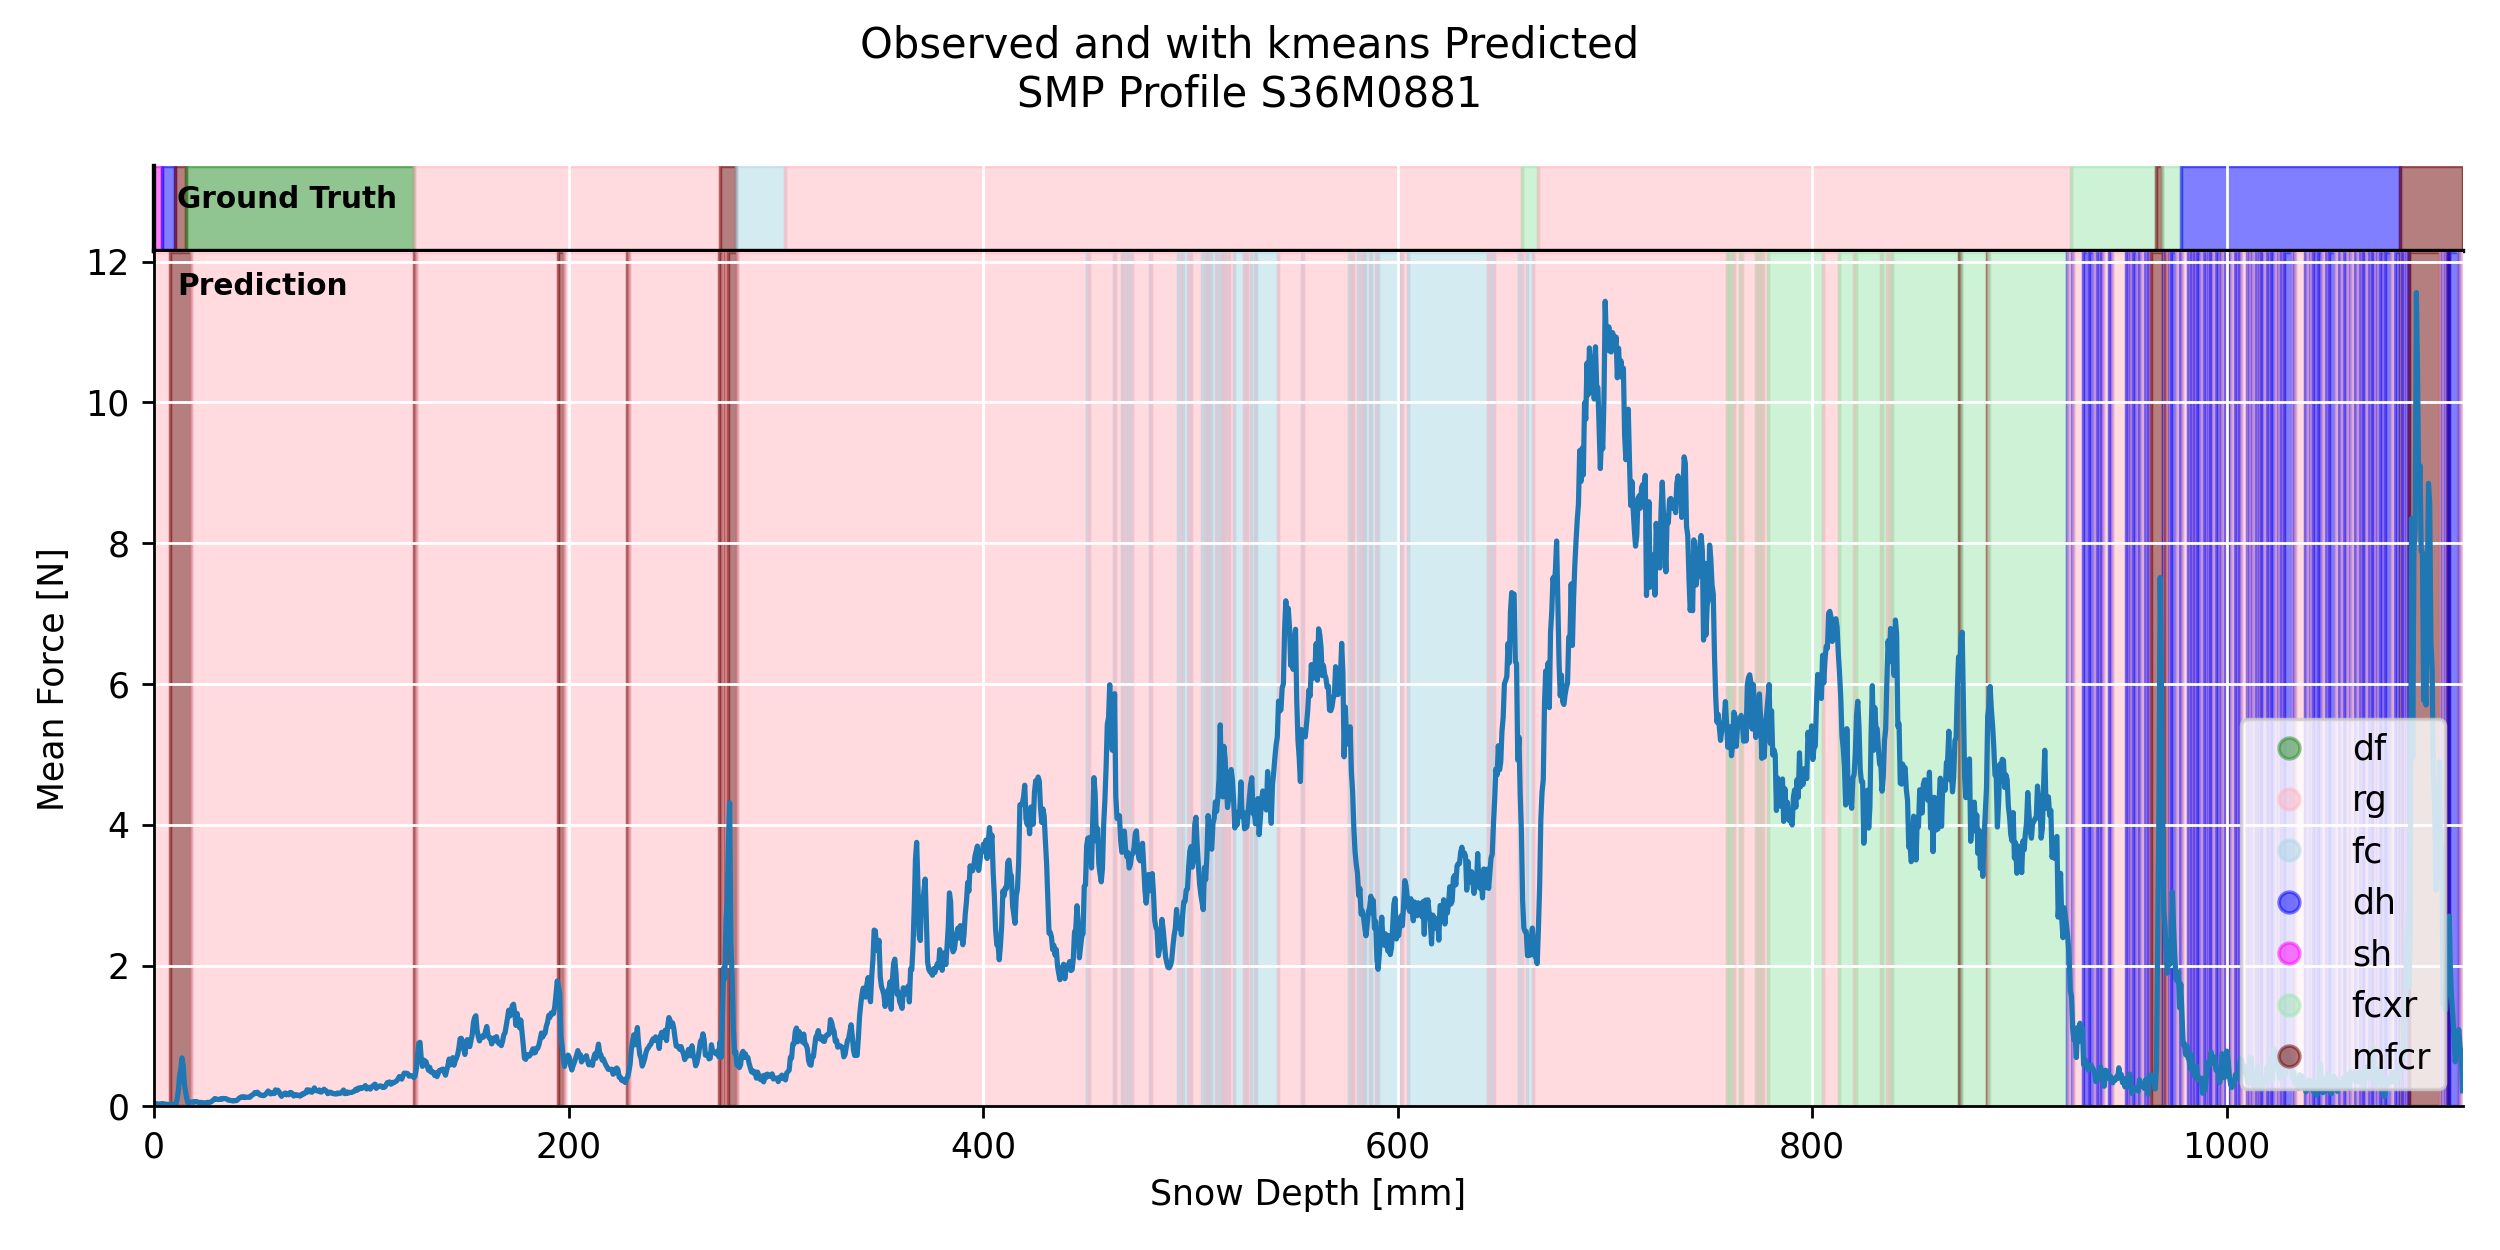 Observed and with kmeans Predicted
SMP Profile S36M0881
Ground Truth
Prediction
12
10
8
6
4
2
0
Mean Force [N]
0 200 400 600 800 1000
Snow Depth [mm]
df
rg
fc
dh
sh
fcxr
mfcr